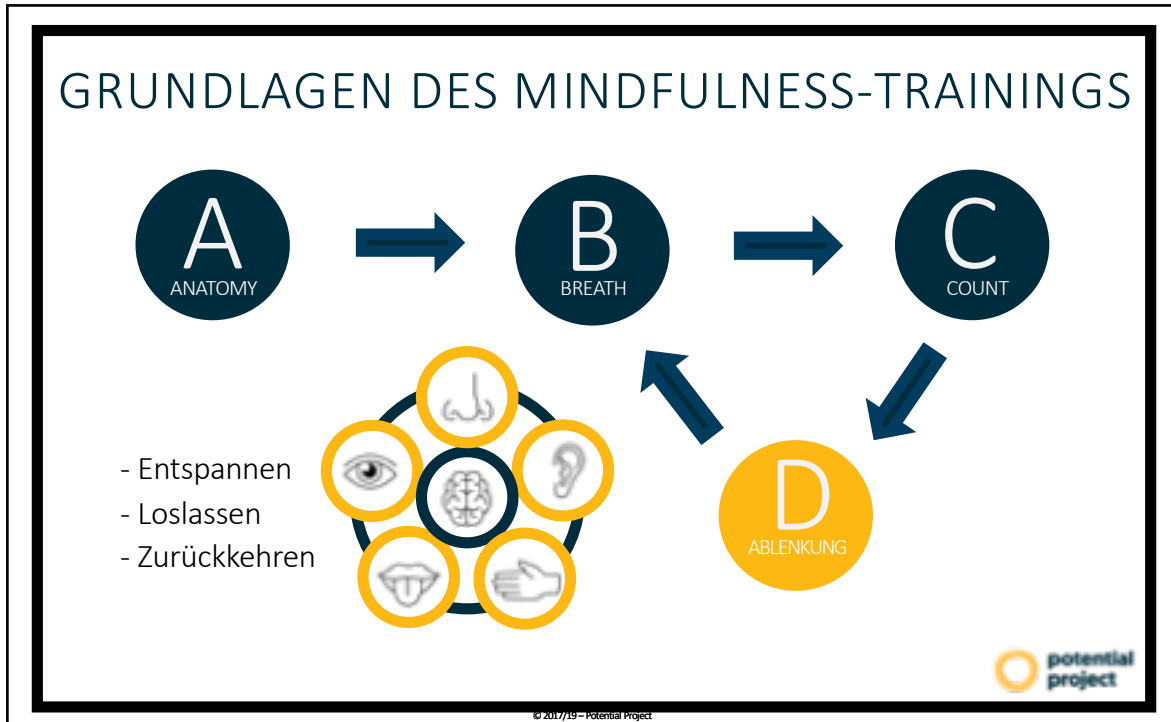 GRUNDLAGEN DES MINDFULNESS-TRAININGS
A
ANATOMY
B
BREATH
C
COUNT
D
ABLENKUNG
- Entspannen
- Loslassen
- Zurückkehren
potential
project
© 2017/19 – Potential Project